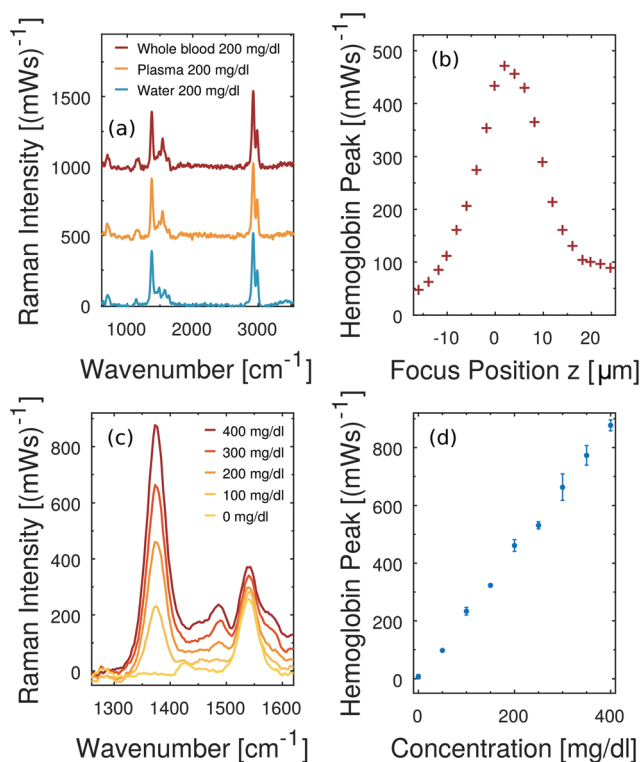 Whole blood 200 mg/dl
Plasma 200 mg/dl
Water 200 mg/dl
(a)
Raman Intensity [(mWs)⁻¹]
1500
1000
500
0
1000 2000 3000
Wavenumber [cm⁻¹]
(b)
Hemoglobin Peak [(mWs)⁻¹]
500
400
300
200
100
0
-10 0 10 20
Focus Position z [µm]
(c)
400 mg/dl
300 mg/dl
200 mg/dl
100 mg/dl
0 mg/dl
Raman Intensity [(mWs)⁻¹]
800
600
400
200
0
1300 1400 1500 1600
Wavenumber [cm⁻¹]
(d)
Hemoglobin Peak [(mWs)⁻¹]
800
600
400
200
0
0 200 400
Concentration [mg/dl]